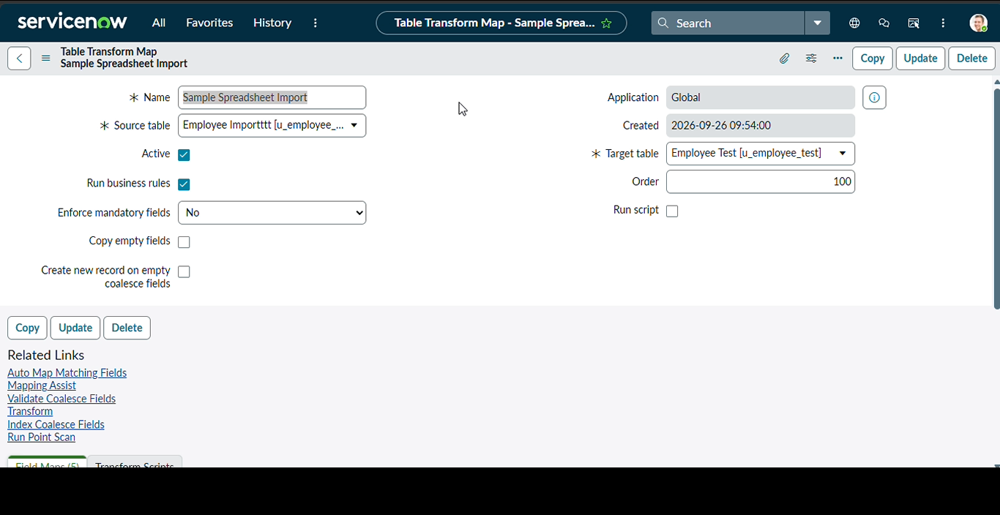 servicenow All Favorites History Table Transform Map - Sample Sprea... Search
Table Transform Map
Sample Spreadsheet Import
Copy Update Delete
Name Sample Spreadsheet Import
Application Global
Source table Employee Importttt [u_employee_...
Created 2026-09-26 09:54:00
Active
Target table Employee Test [u_employee_test]
Run business rules
Order 100
Enforce mandatory fields No
Run script
Copy empty fields
Create new record on empty
coalesce fields
Copy Update Delete
Related Links
Auto Map Matching Fields
Mapping Assist
Validate Coalesce Fields
Transform
Index Coalesce Fields
Run Point Scan
Field Maps (5) Transform Scripts